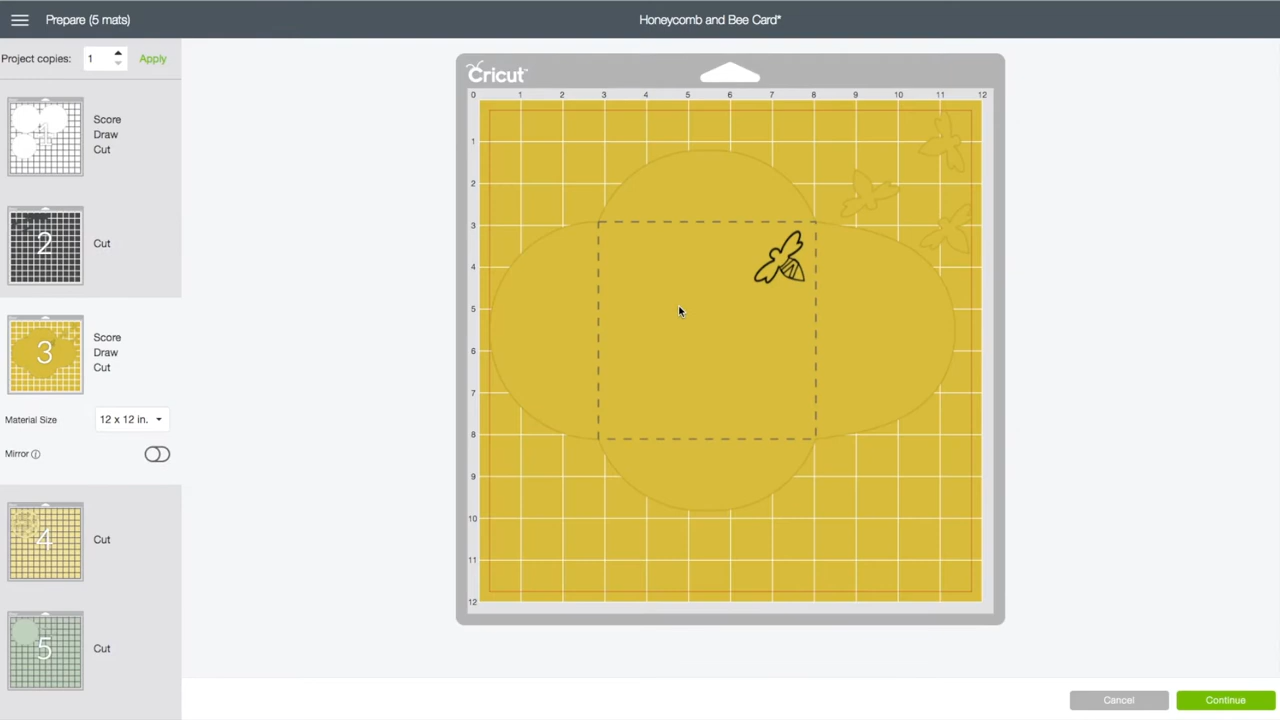 Prepare (5 mats)
Honeycomb and Bee Card*
Project copies: 1 Apply
1
Score
Draw
Cut
2
Cut
3
Score
Draw
Cut
Material Size 12 x 12 in.
Mirror
4
Cut
5
Cut
Cricut™
0 1 2 3 4 5 6 7 8 9 10 11 12
1
2
3
4
5
6
7
8
9
10
11
12
Cancel Continue